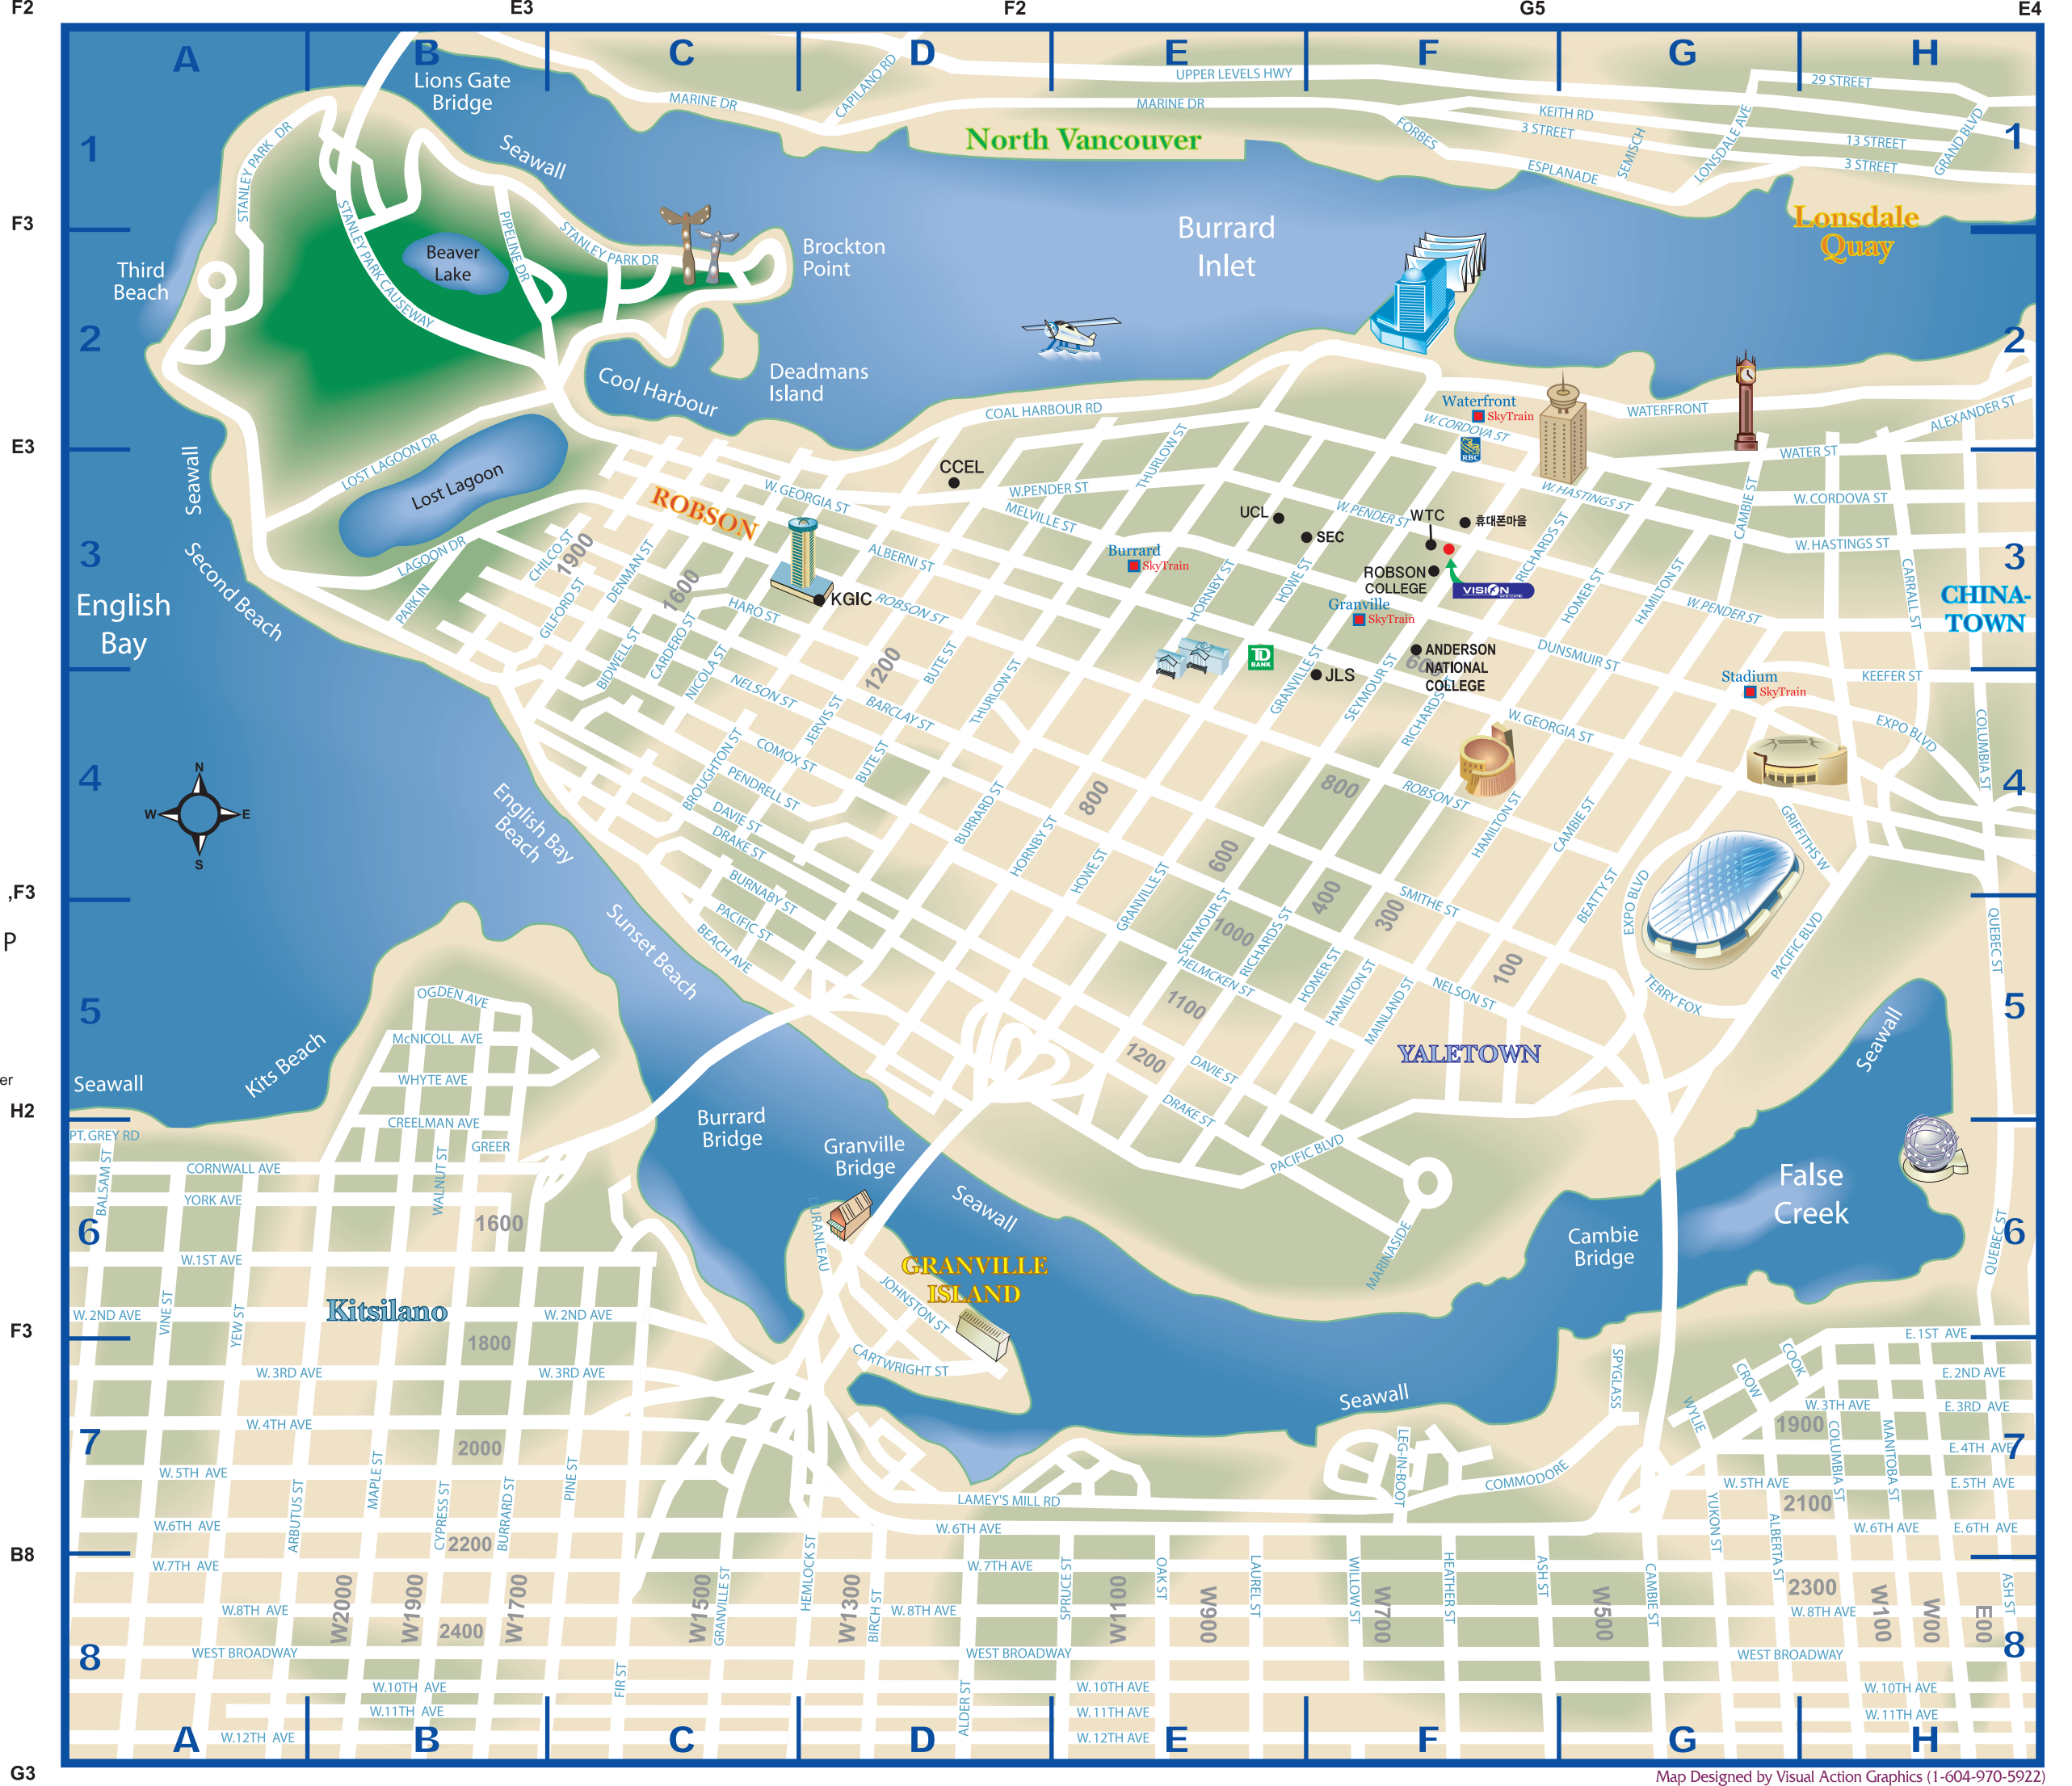 F2 E3 F2 G5 E4
A B C D E F G H
Lions Gate
Bridge
UPPER LEVELS HWY
29 STREET
CAPILANO RD
MARINE DR
MARINE DR
KEITH RD
FORBES
3 STREET
SEMISCH
LONSDALE AVE
13 STREET
GRAND BLVD
3 STREET
ESPLANADE
North Vancouver
1
1
STANLEY PARK DR
Seawall
F3
Lonsdale
Quay
Burrard
Inlet
STANLEY PARK CAUSEWAY
PIPELINE DR
STANLEY PARK DR
Beaver
Lake
Brockton
Point
Third
Beach
2
2
Cool Harbour
Deadmans
Island
COAL HARBOUR RD
Waterfront
SkyTrain
W. CORDOVA ST
RBC
WATERFRONT
ALEXANDER ST
E3
LOST LAGOON DR
Lost Lagoon
Seawall
ROBSON
W. GEORGIA ST
CCEL
W.PENDER ST
MELVILLE ST
THURLOW ST
WATER ST
W. HASTINGS ST
W. CORDOVA ST
CAMBIE ST
UCL
SEC
W. PENDER ST
WTC
휴대폰마을
RICHARDS ST
W. HASTINGS ST
3
3
LAGOON DR
PARK IN
CHILCO ST
1900
GILFORD ST
DENMAN ST
1600
ALBERNI ST
Burrard
SkyTrain
HORNBY ST
HOWE ST
ROBSON
COLLEGE
VISION
Granville
SkyTrain
HOMER ST
HAMILTON ST
W. PENDER ST
CARRALL ST
CHINA-
TOWN
English
Bay
Second Beach
HARO ST
KGIC
ROBSON ST
BIDWELL ST
CARDERO ST
NICOLA ST
1200
BUTE ST
THURLOW ST
TD
BANK
JLS
ANDERSON
NATIONAL
COLLEGE
600
DUNSMUIR ST
GRANVILLE ST
SEYMOUR ST
RICHARDS
Stadium
SkyTrain
KEEFER ST
NELSON ST
BARCLAY ST
JERVIS ST
W. GEORGIA ST
EXPO BLVD
COLUMBIA ST
N
W E
S
4
4
BROUGHTON ST
COMOX ST
BUTE ST
PENDRELL ST
DAVIE ST
DRAKE ST
BURRARD ST
HORNBY ST
800
HOWE ST
800
ROBSON ST
HAMILTON ST
CAMBIE ST
GRIFFITHS W
English Bay
Beach
BURNABY ST
PACIFIC ST
BEACH AVE
GRANVILLE ST
600
SEYMOUR ST
1000
RICHARDS ST
400
300
SMITHE ST
BEATTY ST
EXPO BLVD
PACIFIC BLVD
QUEBEC ST
,F3
P
Sunset Beach
HELMCKEN ST
HOMER ST
HAMILTON ST
MAINLAND ST
NELSON ST
100
TERRY FOX
OGDEN AVE
5
5
McNICOLL AVE
1100
1200
DAVIE ST
DRAKE ST
YALETOWN
Seawall
er
Seawall
Kits Beach
WHYTE AVE
H2
CREELMAN AVE
GREER
PT. GREY RD
BALSAM ST
CORNWALL AVE
YORK AVE
WALNUT ST
1600
Burrard
Bridge
Granville
Bridge
Seawall
PACIFIC BLVD
MARINASIDE
Cambie
Bridge
False
Creek
QUEBEC ST
6
6
W.1ST AVE
DURANLEAU
GRANVILLE
ISLAND
JOHNSTON ST
W. 2ND AVE
VINE ST
YEW ST
Kitsilano
W. 2ND AVE
F3
1800
W. 3RD AVE
W. 3RD AVE
CARTWRIGHT ST
Seawall
SPYGLASS
WYLIE
CROW
COOK
E. 1ST AVE
E. 2ND AVE
W. 3TH AVE
E. 3RD AVE
1900
W. 4TH AVE
2000
7
7
E. 4TH AVE
W. 5TH AVE
ARBUTUS ST
MAPLE ST
CYPRESS ST
BURRARD ST
PINE ST
LAMEY'S MILL RD
LEG-IN-BOOT
COMMODORE
W. 5TH AVE
COLUMBIA ST
MANITOBA ST
E. 5TH AVE
2100
YUKON ST
ALBERTA ST
W.6TH AVE
2200
W. 6TH AVE
W. 6TH AVE
E. 6TH AVE
B8
W.7TH AVE
W. 7TH AVE
HEMLOCK ST
SPRUCE ST
OAK ST
LAUREL ST
WILLOW ST
HEATHER ST
ASH ST
CAMBIE ST
2300
ASH ST
W2000
W1900
W1700
W1500
GRANVILLE ST
W1300
BIRCH ST
W1100
W900
W700
W500
W100
W00
E00
W.8TH AVE
2400
W. 8TH AVE
W. 8TH AVE
8
8
WEST BROADWAY
WEST BROADWAY
WEST BROADWAY
FIR ST
ALDER ST
W.10TH AVE
W. 10TH AVE
W. 10TH AVE
W.11TH AVE
W. 11TH AVE
W. 11TH AVE
W.12TH AVE
W. 12TH AVE
A B C D E F G H
G3
Map Designed by Visual Action Graphics (1-604-970-5922)